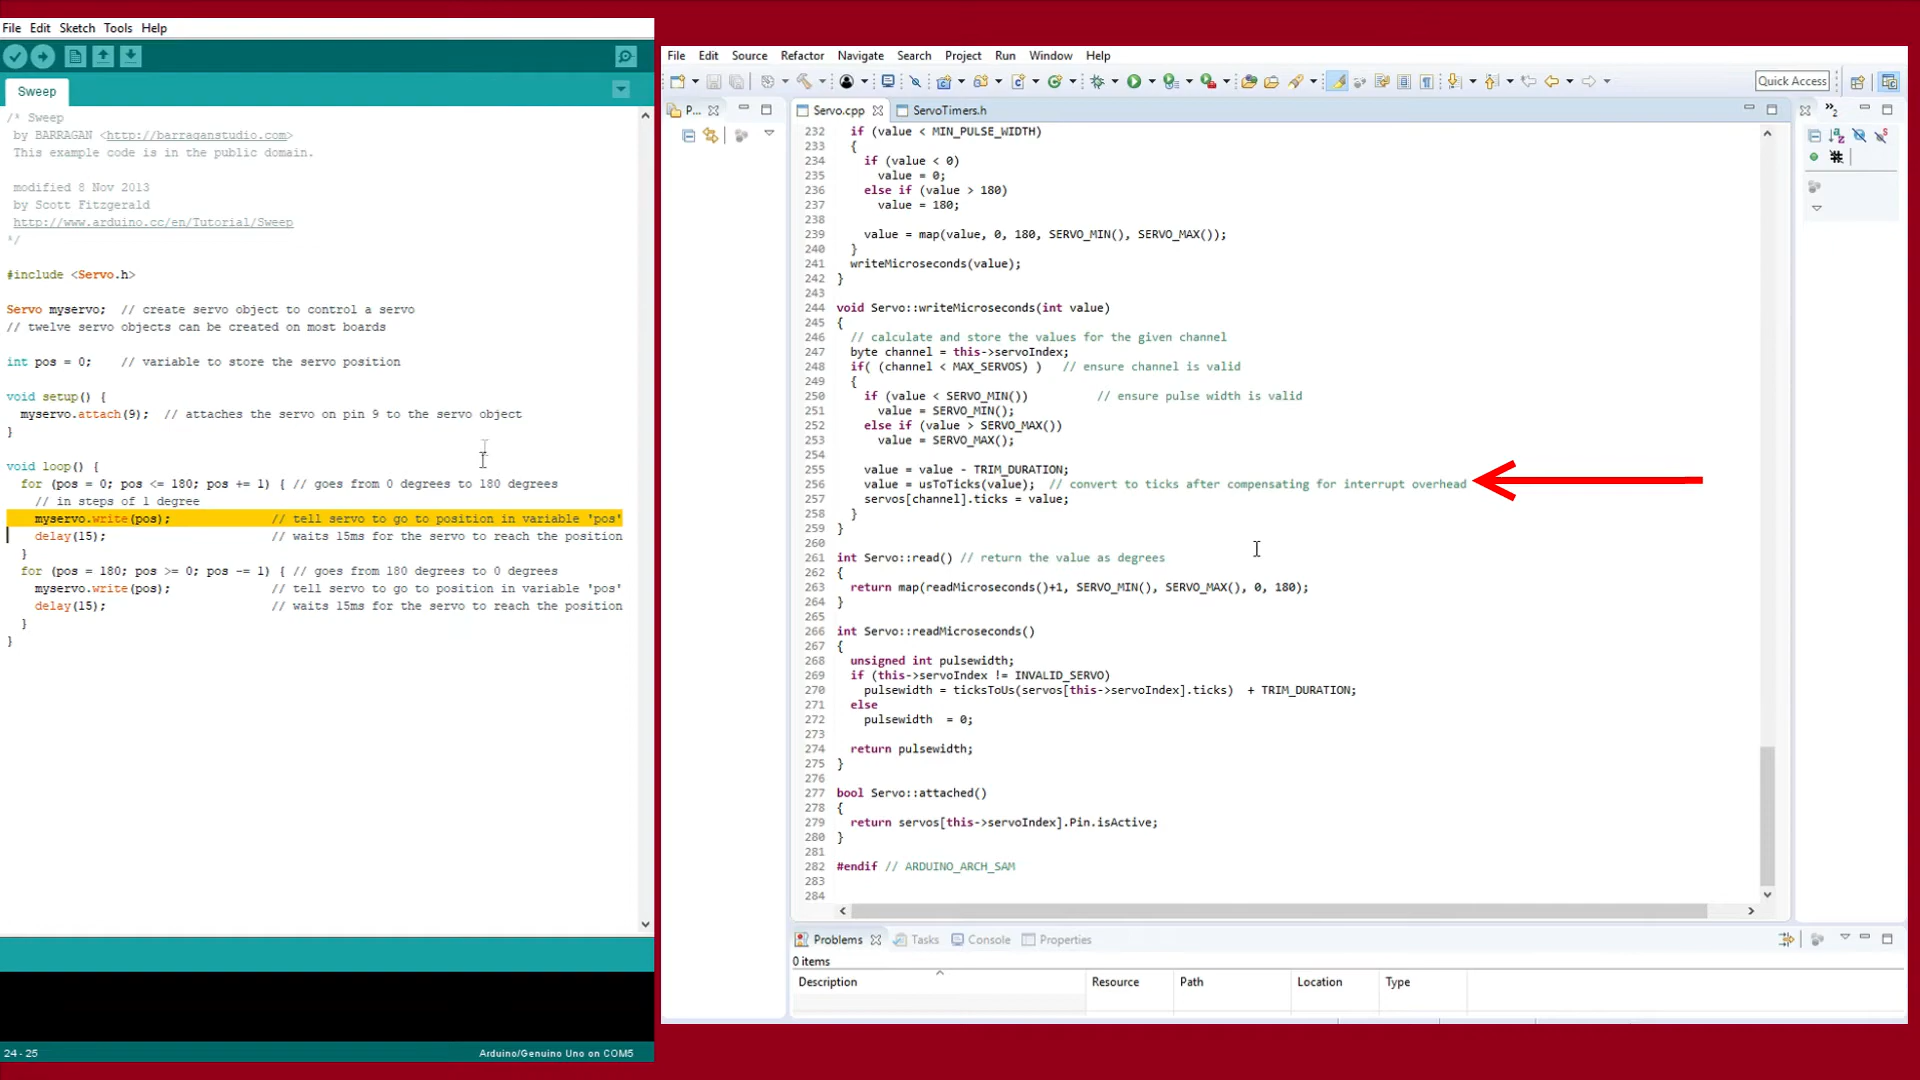 File Edit Sketch Tools Help
Sweep
/* Sweep
by BARRAGAN <http://barraganstudio.com>
This example code is in the public domain.
modified 8 Nov 2013
by Scott Fitzgerald
http://www.arduino.cc/en/Tutorial/Sweep
*/
#include <Servo.h>
Servo myservo;  // create servo object to control a servo
// twelve servo objects can be created on most boards
int pos = 0;    // variable to store the servo position
void setup() {
myservo.attach(9);  // attaches the servo on pin 9 to the servo object
}
void loop() {
for (pos = 0; pos <= 180; pos += 1) { // goes from 0 degrees to 180 degrees
// in steps of 1 degree
myservo.write(pos);              // tell servo to go to position in variable 'pos'
delay(15);                       // waits 15ms for the servo to reach the position
}
for (pos = 180; pos >= 0; pos -= 1) { // goes from 180 degrees to 0 degrees
myservo.write(pos);              // tell servo to go to position in variable 'pos'
delay(15);                       // waits 15ms for the servo to reach the position
}
}
24 - 25
Arduino/Genuino Uno on COM5
File Edit Source Refactor Navigate Search Project Run Window Help
Quick Access
P...
Servo.cpp ServoTimers.h
2
232 if (value < MIN_PULSE_WIDTH)
233 {
234 if (value < 0)
235 value = 0;
236 else if (value > 180)
237 value = 180;
238
239 value = map(value, 0, 180, SERVO_MIN(), SERVO_MAX());
240 }
241 writeMicroseconds(value);
242 }
243
244 void Servo::writeMicroseconds(int value)
245 {
246 // calculate and store the values for the given channel
247 byte channel = this->servoIndex;
248 if( (channel < MAX_SERVOS) )   // ensure channel is valid
249 {
250 if (value < SERVO_MIN())          // ensure pulse width is valid
251 value = SERVO_MIN();
252 else if (value > SERVO_MAX())
253 value = SERVO_MAX();
254
255 value = value - TRIM_DURATION;
256 value = usToTicks(value);  // convert to ticks after compensating for interrupt overhead
257 servos[channel].ticks = value;
258 }
259 }
260
261 int Servo::read() // return the value as degrees
262 {
263 return map(readMicroseconds()+1, SERVO_MIN(), SERVO_MAX(), 0, 180);
264 }
265
266 int Servo::readMicroseconds()
267 {
268 unsigned int pulsewidth;
269 if (this->servoIndex != INVALID_SERVO)
270 pulsewidth = ticksToUs(servos[this->servoIndex].ticks)  + TRIM_DURATION;
271 else
272 pulsewidth  = 0;
273
274 return pulsewidth;
275 }
276
277 bool Servo::attached()
278 {
279 return servos[this->servoIndex].Pin.isActive;
280 }
281
282 #endif // ARDUINO_ARCH_SAM
283
284
Problems Tasks Console Properties
0 items
Description Resource Path Location Type